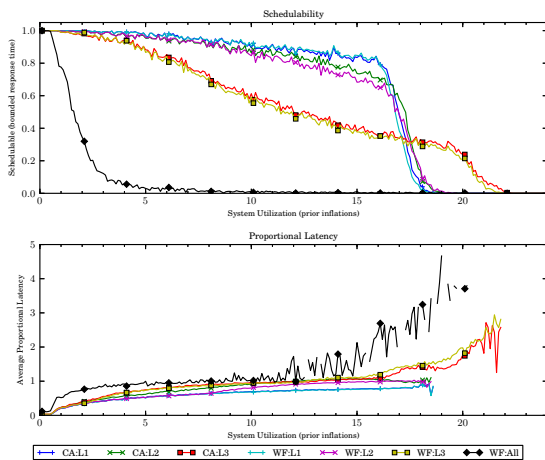 Schedulability
Schedulable (bounded response time)
1.0
0.8
0.6
0.4
0.2
0.0
0 5 10 15 20
System Utilization (prior inflations)
Proportional Latency
Average Proportional Latency
5
4
3
2
1
0
0 5 10 15 20
System Utilization (prior inflations)
CA:L1 CA:L2 CA:L3 WF:L1 WF:L2 WF:L3 WF:All